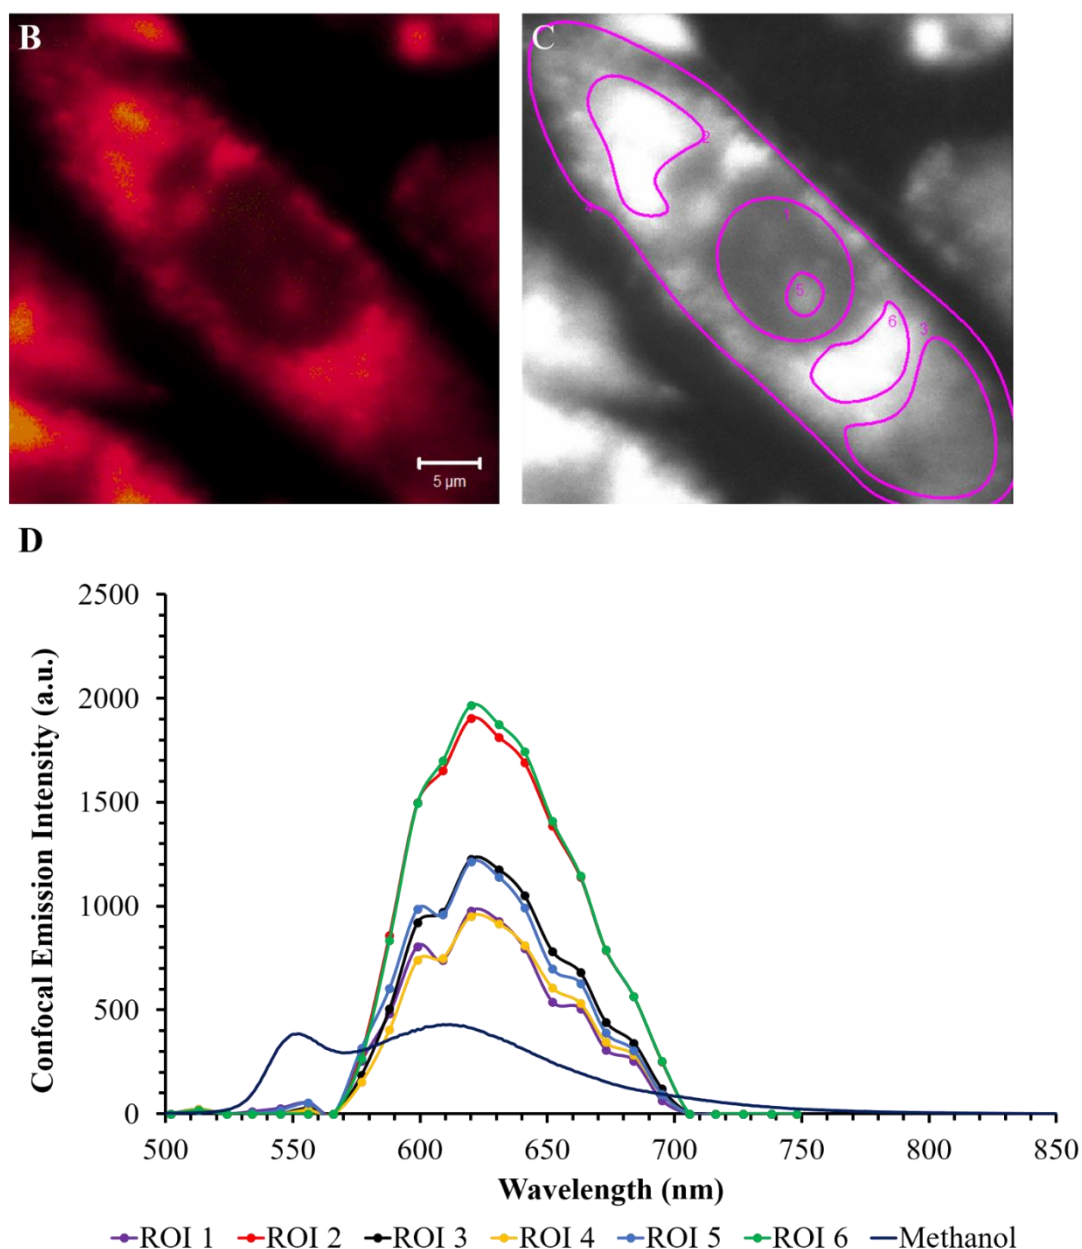 B
5 µm
C
1
2
3
4
5
6
D
Confocal Emission Intensity (a.u.)
2500
2000
1500
1000
500
0
500 550 600 650 700 750 800 850
Wavelength (nm)
ROI 1 ROI 2 ROI 3 ROI 4 ROI 5 ROI 6 Methanol